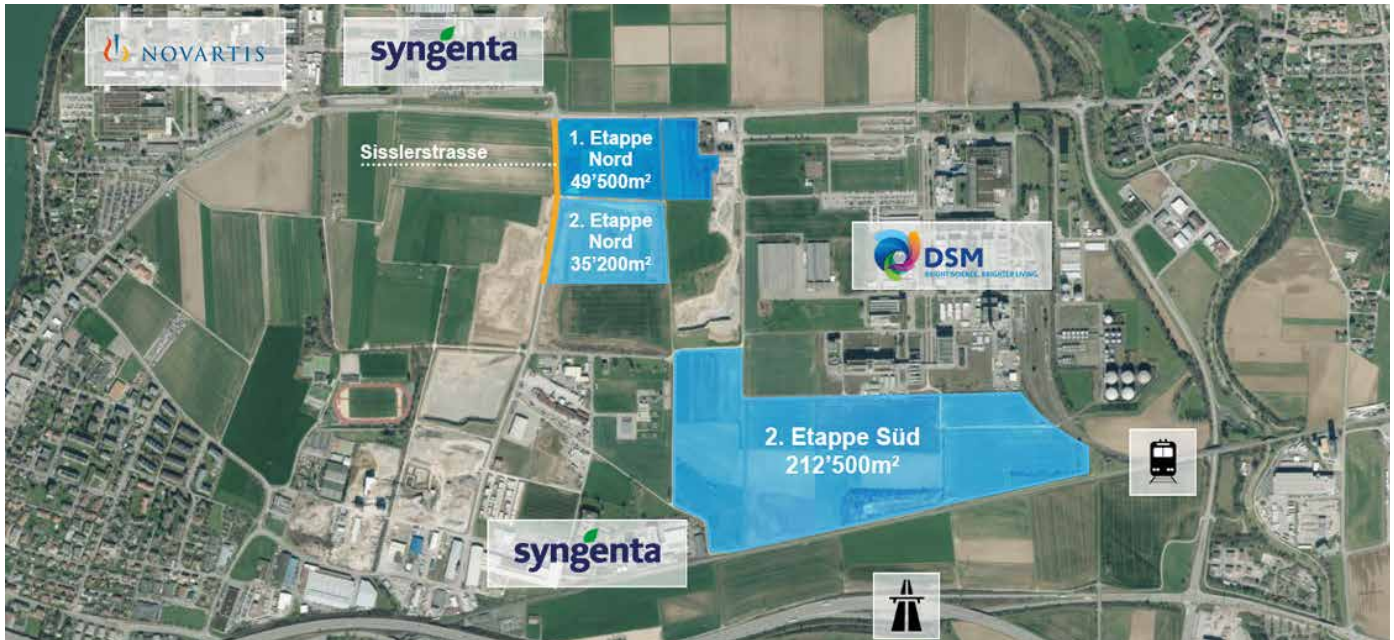 NOVARTIS
syngenta
Sisslerstrasse
1. Etappe
Nord
49'500m²
2. Etappe
Nord
35'200m²
DSM
BRIGHT SCIENCE. BRIGHTER LIVING.
2. Etappe Süd
212'500m²
syngenta